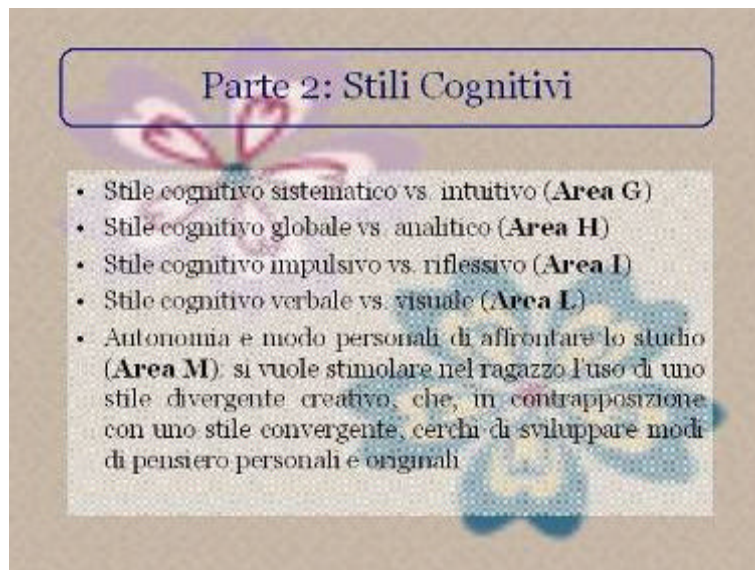 Parte 2: Stili Cognitivi
• Stile cognitivo sistematico vs. intuitivo (Area G)
• Stile cognitivo globale vs. analitico (Area H)
• Stile cognitivo impulsivo vs. riflessivo (Area I)
• Stile cognitivo verbale vs. visuale (Area L)
• Autonomia e modo personali di affrontare lo studio
(Area M): si vuole stimolare nel ragazzo l'uso di uno
stile divergente creativo, che, in contrapposizione
con uno stile convergente, cerchi di sviluppare modi
di pensiero personali e originali